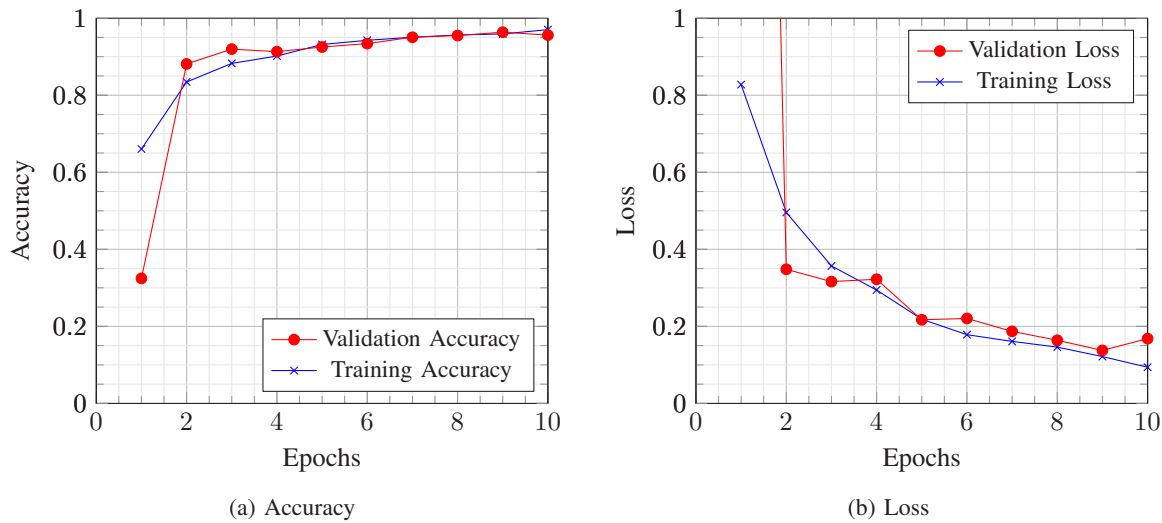 1
0.8
0.6
0.4
0.2
0
0 2 4 6 8 10
Accuracy
Epochs
Validation Accuracy
Training Accuracy
(a) Accuracy
1
0.8
0.6
0.4
0.2
0
0 2 4 6 8 10
Loss
Epochs
Validation Loss
Training Loss
(b) Loss